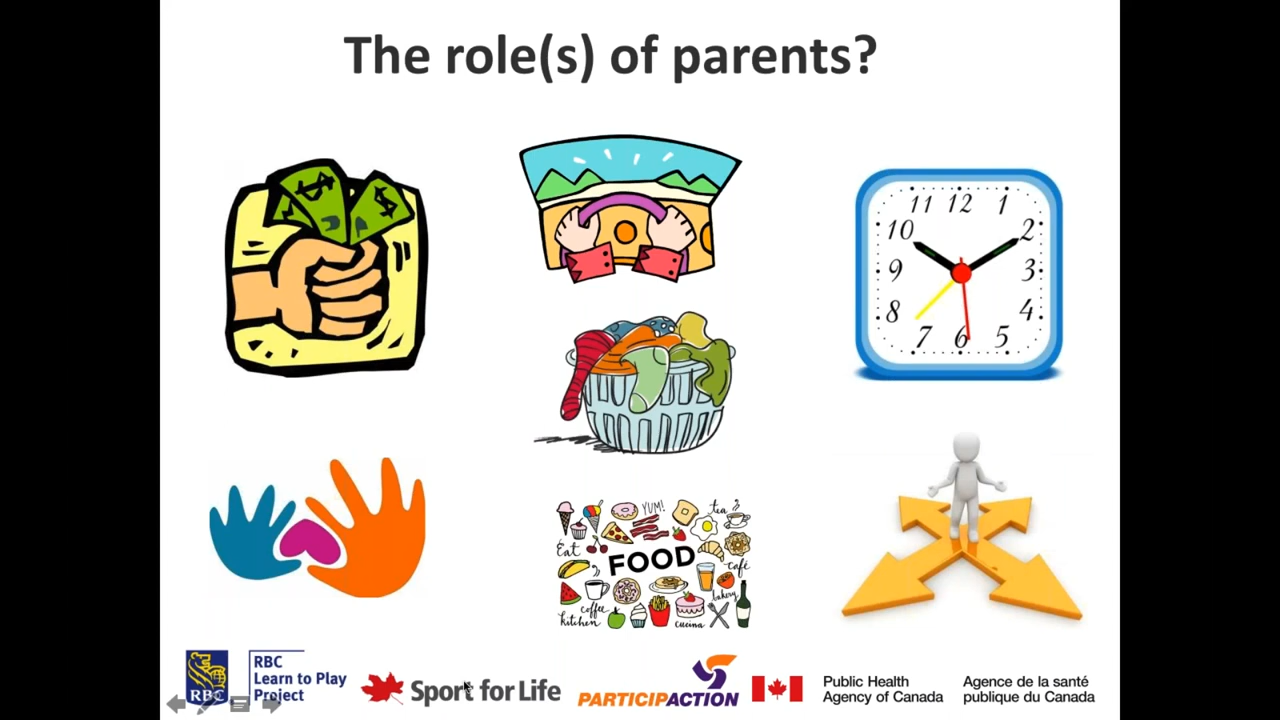 The role(s) of parents?
11 12 1
10 2
9 3
8 4
7 6 5
YUM!
tea
Eat
FOOD
café
bakery
coffee
kitchen
cucina
RBC
RBC
Learn to Play
Project
Sport for Life
PARTICIPACTION
Public Health
Agency of Canada
Agence de la santé
publique du Canada